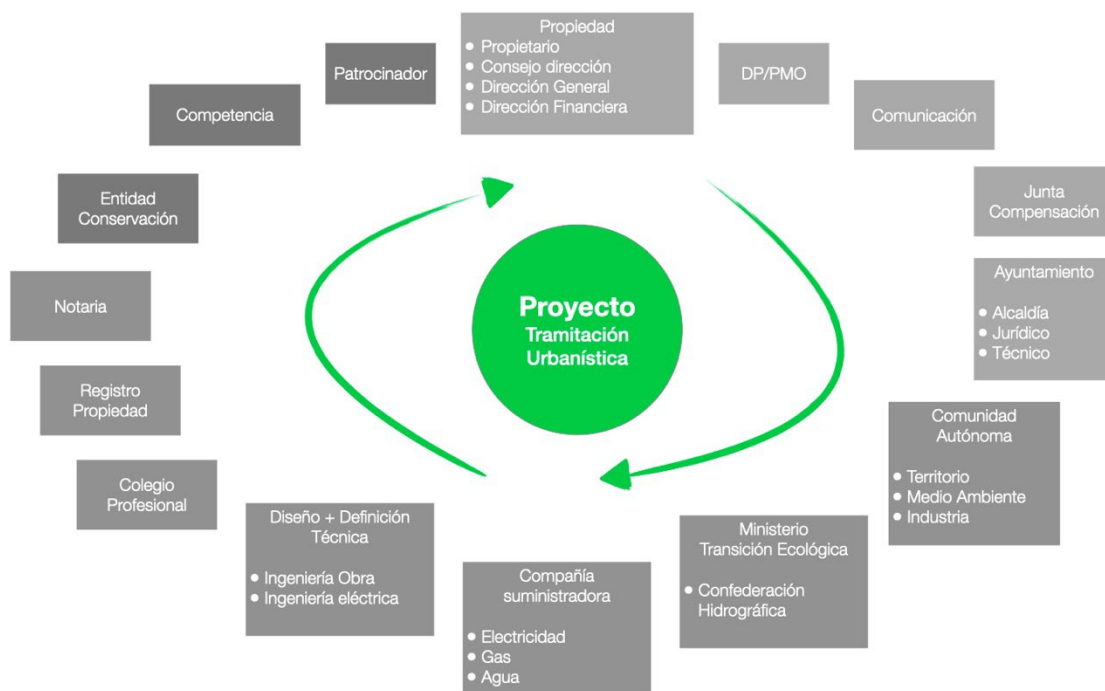 Propiedad
• Propietario
• Consejo dirección
• Dirección General
• Dirección Financiera
DP/PMO
Comunicación
Junta
Compensación
Ayuntamiento
• Alcaldía
• Jurídico
• Técnico
Comunidad
Autónoma
• Territorio
• Medio Ambiente
• Industria
Ministerio
Transición Ecológica
• Confederación
Hidrográfica
Compañía
suministradora
• Electricidad
• Gas
• Agua
Diseño + Definición
Técnica
• Ingeniería Obra
• Ingeniería eléctrica
Colegio
Profesional
Registro
Propiedad
Notaria
Entidad
Conservación
Competencia
Patrocinador
Proyecto
Tramitación
Urbanística